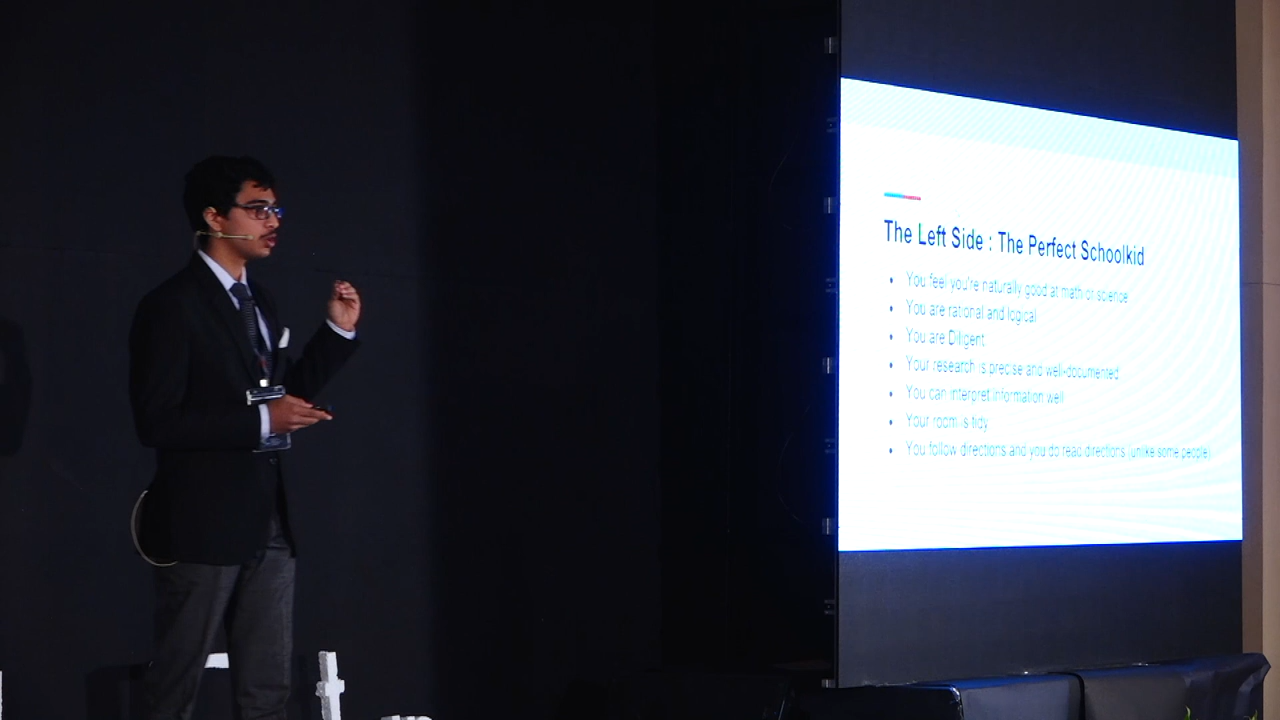 The Left Side : The Perfect Schoolkid
• You feel you're naturally good at math or science
• You are rational and logical
• You are Diligent
• Your research is precise and well-documented
• You can interpret information well
• Your room is tidy
• You follow directions and you do read directions (unlike some people)